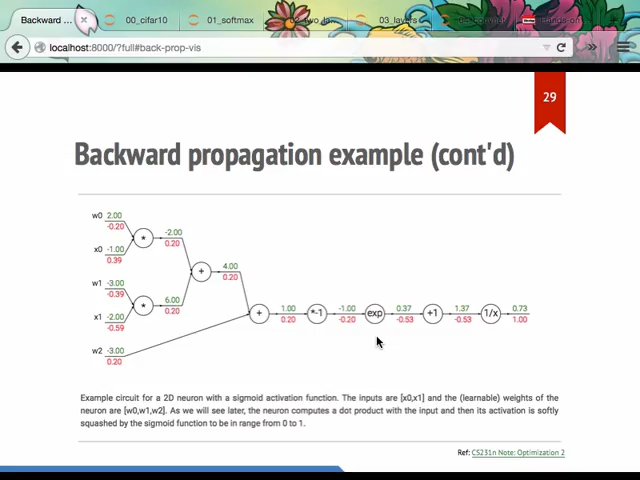 Backward ...
00_cifar10
01_softmax
02_two_la...
03_layers
04_convnet
Hands-on
localhost:8000/?full#back-prop-vis
29
Backward propagation example (cont'd)
w0 2.00
-0.20
x0 -1.00
0.39
w1 -3.00
-0.39
x1 -2.00
-0.59
w2 -3.00
0.20
*
-2.00
0.20
*
6.00
0.20
+
4.00
0.20
+
1.00
0.20
*-1
-1.00
-0.20
exp
0.37
-0.53
+1
1.37
-0.53
1/x
0.73
1.00
Example circuit for a 2D neuron with a sigmoid activation function. The inputs are [x0,x1] and the (learnable) weights of the
neuron are [w0,w1,w2]. As we will see later, the neuron computes a dot product with the input and then its activation is softly
squashed by the sigmoid function to be in range from 0 to 1.
Ref: CS231n Note: Optimization 2